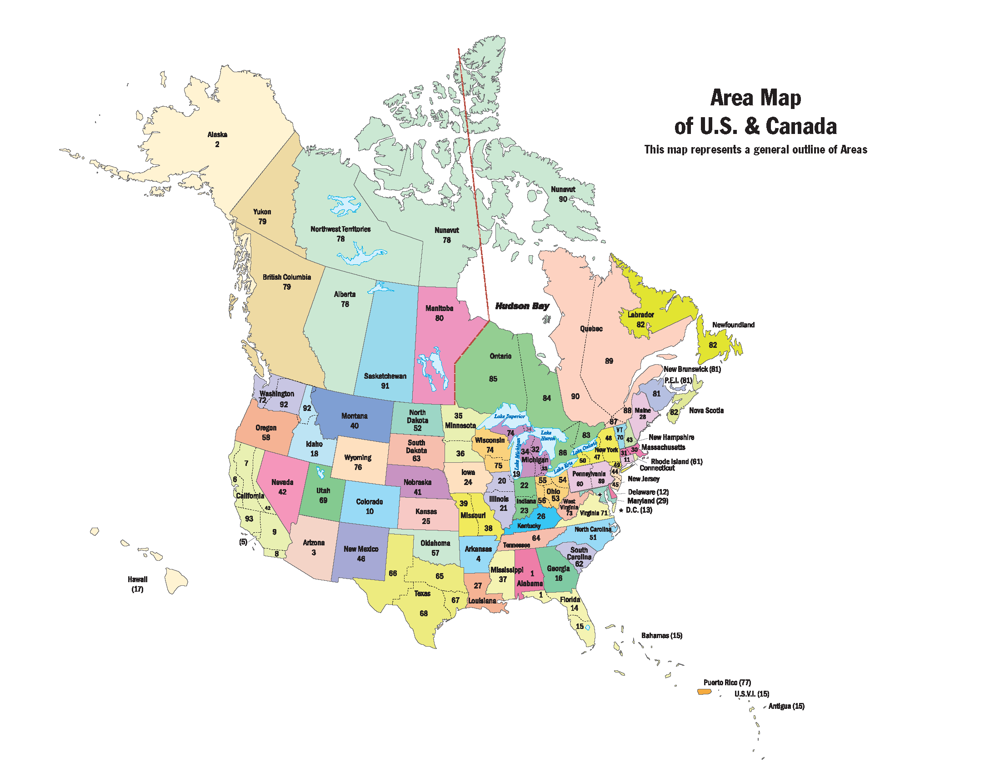 Area Map
of U.S. & Canada
This map represents a general outline of Areas
Alaska
2
Yukon
79
Northwest Territories
78
Nunavut
78
Nunavut
90
British Columbia
79
Alberta
78
Saskatchewan
91
Manitoba
80
Hudson Bay
Ontario
85
84
83
86
Quebec
89
90
88
87
Labrador
82
Newfoundland
82
New Brunswick (81)
P.E.I. (81)
81
Nova Scotia
82
Washington
72
92
92
Oregon
58
Idaho
18
Montana
40
North
Dakota
52
South
Dakota
63
Wyoming
76
Nebraska
41
35
Minnesota
36
Lake Superior
74
34
Wisconsin
74
75
Lake Michigan
Lake
Huron
34
32
Michigan
33
Lake Ontario
Lake Erie
Iowa
24
19
20
Illinois
21
22
Indiana
23
55
54
Ohio
56
53
Pennsylvania
60
59
48
New York
47
50
49
VT
70
43
Maine
28
New Hampshire
Massachusetts
31
30
11
Rhode Island (61)
Connecticut
44
45
New Jersey
Delaware (12)
Maryland (29)
★ D.C. (13)
West
Virginia
73
Virginia 71
7
6
California
42
93
9
(5)
8
Nevada
42
Utah
69
Colorado
10
Kansas
25
39
Missouri
38
26
Kentucky
64
Tennessee
North Carolina
51
South
Carolina
62
Arizona
3
New Mexico
46
Oklahoma
57
Arkansas
4
66
65
Texas
67
68
27
Louisiana
Mississippi
37
1
Alabama
Georgia
16
1
Florida
14
15
Hawaii
(17)
Bahamas (15)
Puerto Rico (77)
U.S.V.I. (15)
Antigua (15)